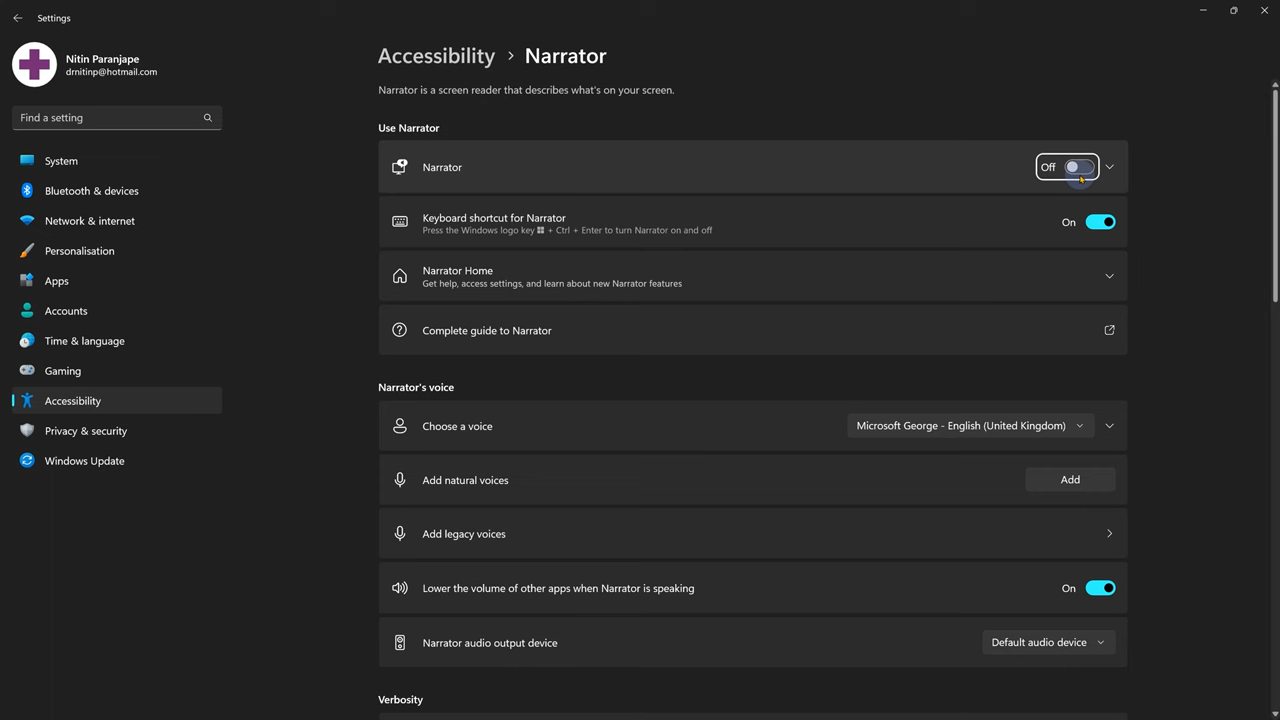 Settings
Nitin Paranjape
drnitinp@hotmail.com
Find a setting
System
Bluetooth & devices
Network & internet
Personalisation
Apps
Accounts
Time & language
Gaming
Accessibility
Privacy & security
Windows Update
Accessibility > Narrator
Narrator is a screen reader that describes what's on your screen.
Use Narrator
Narrator Off
Keyboard shortcut for Narrator
Press the Windows logo key + Ctrl + Enter to turn Narrator on and off
On
Narrator Home
Get help, access settings, and learn about new Narrator features
Complete guide to Narrator
Narrator's voice
Choose a voice Microsoft George - English (United Kingdom)
Add natural voices Add
Add legacy voices
Lower the volume of other apps when Narrator is speaking On
Narrator audio output device Default audio device
Verbosity